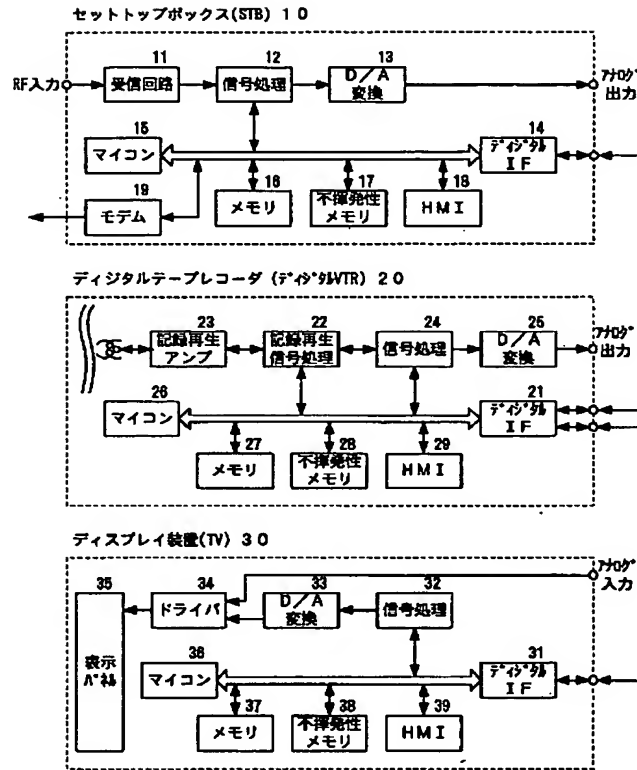 セットトップボックス(STB) 10
11
12
13
RF入力
受信回路
信号処理
D/A
変換
アナログ
出力
15
マイコン
14
ディジタル
IF
19
モデム
16
メモリ
17
不揮発性
メモリ
18
HMI
ディジタルテープレコーダ (ディジタルVTR) 20
23
22
24
25
記録再生
アンプ
記録再生
信号処理
信号処理
D/A
変換
アナログ
出力
26
マイコン
21
ディジタル
IF
27
メモリ
28
不揮発性
メモリ
29
HMI
ディスプレイ装置(TV) 30
35
34
33
32
アナログ
入力
表示
パネル
ドライバ
D/A
変換
信号処理
36
マイコン
31
ディジタル
IF
37
メモリ
38
不揮発性
メモリ
39
HMI